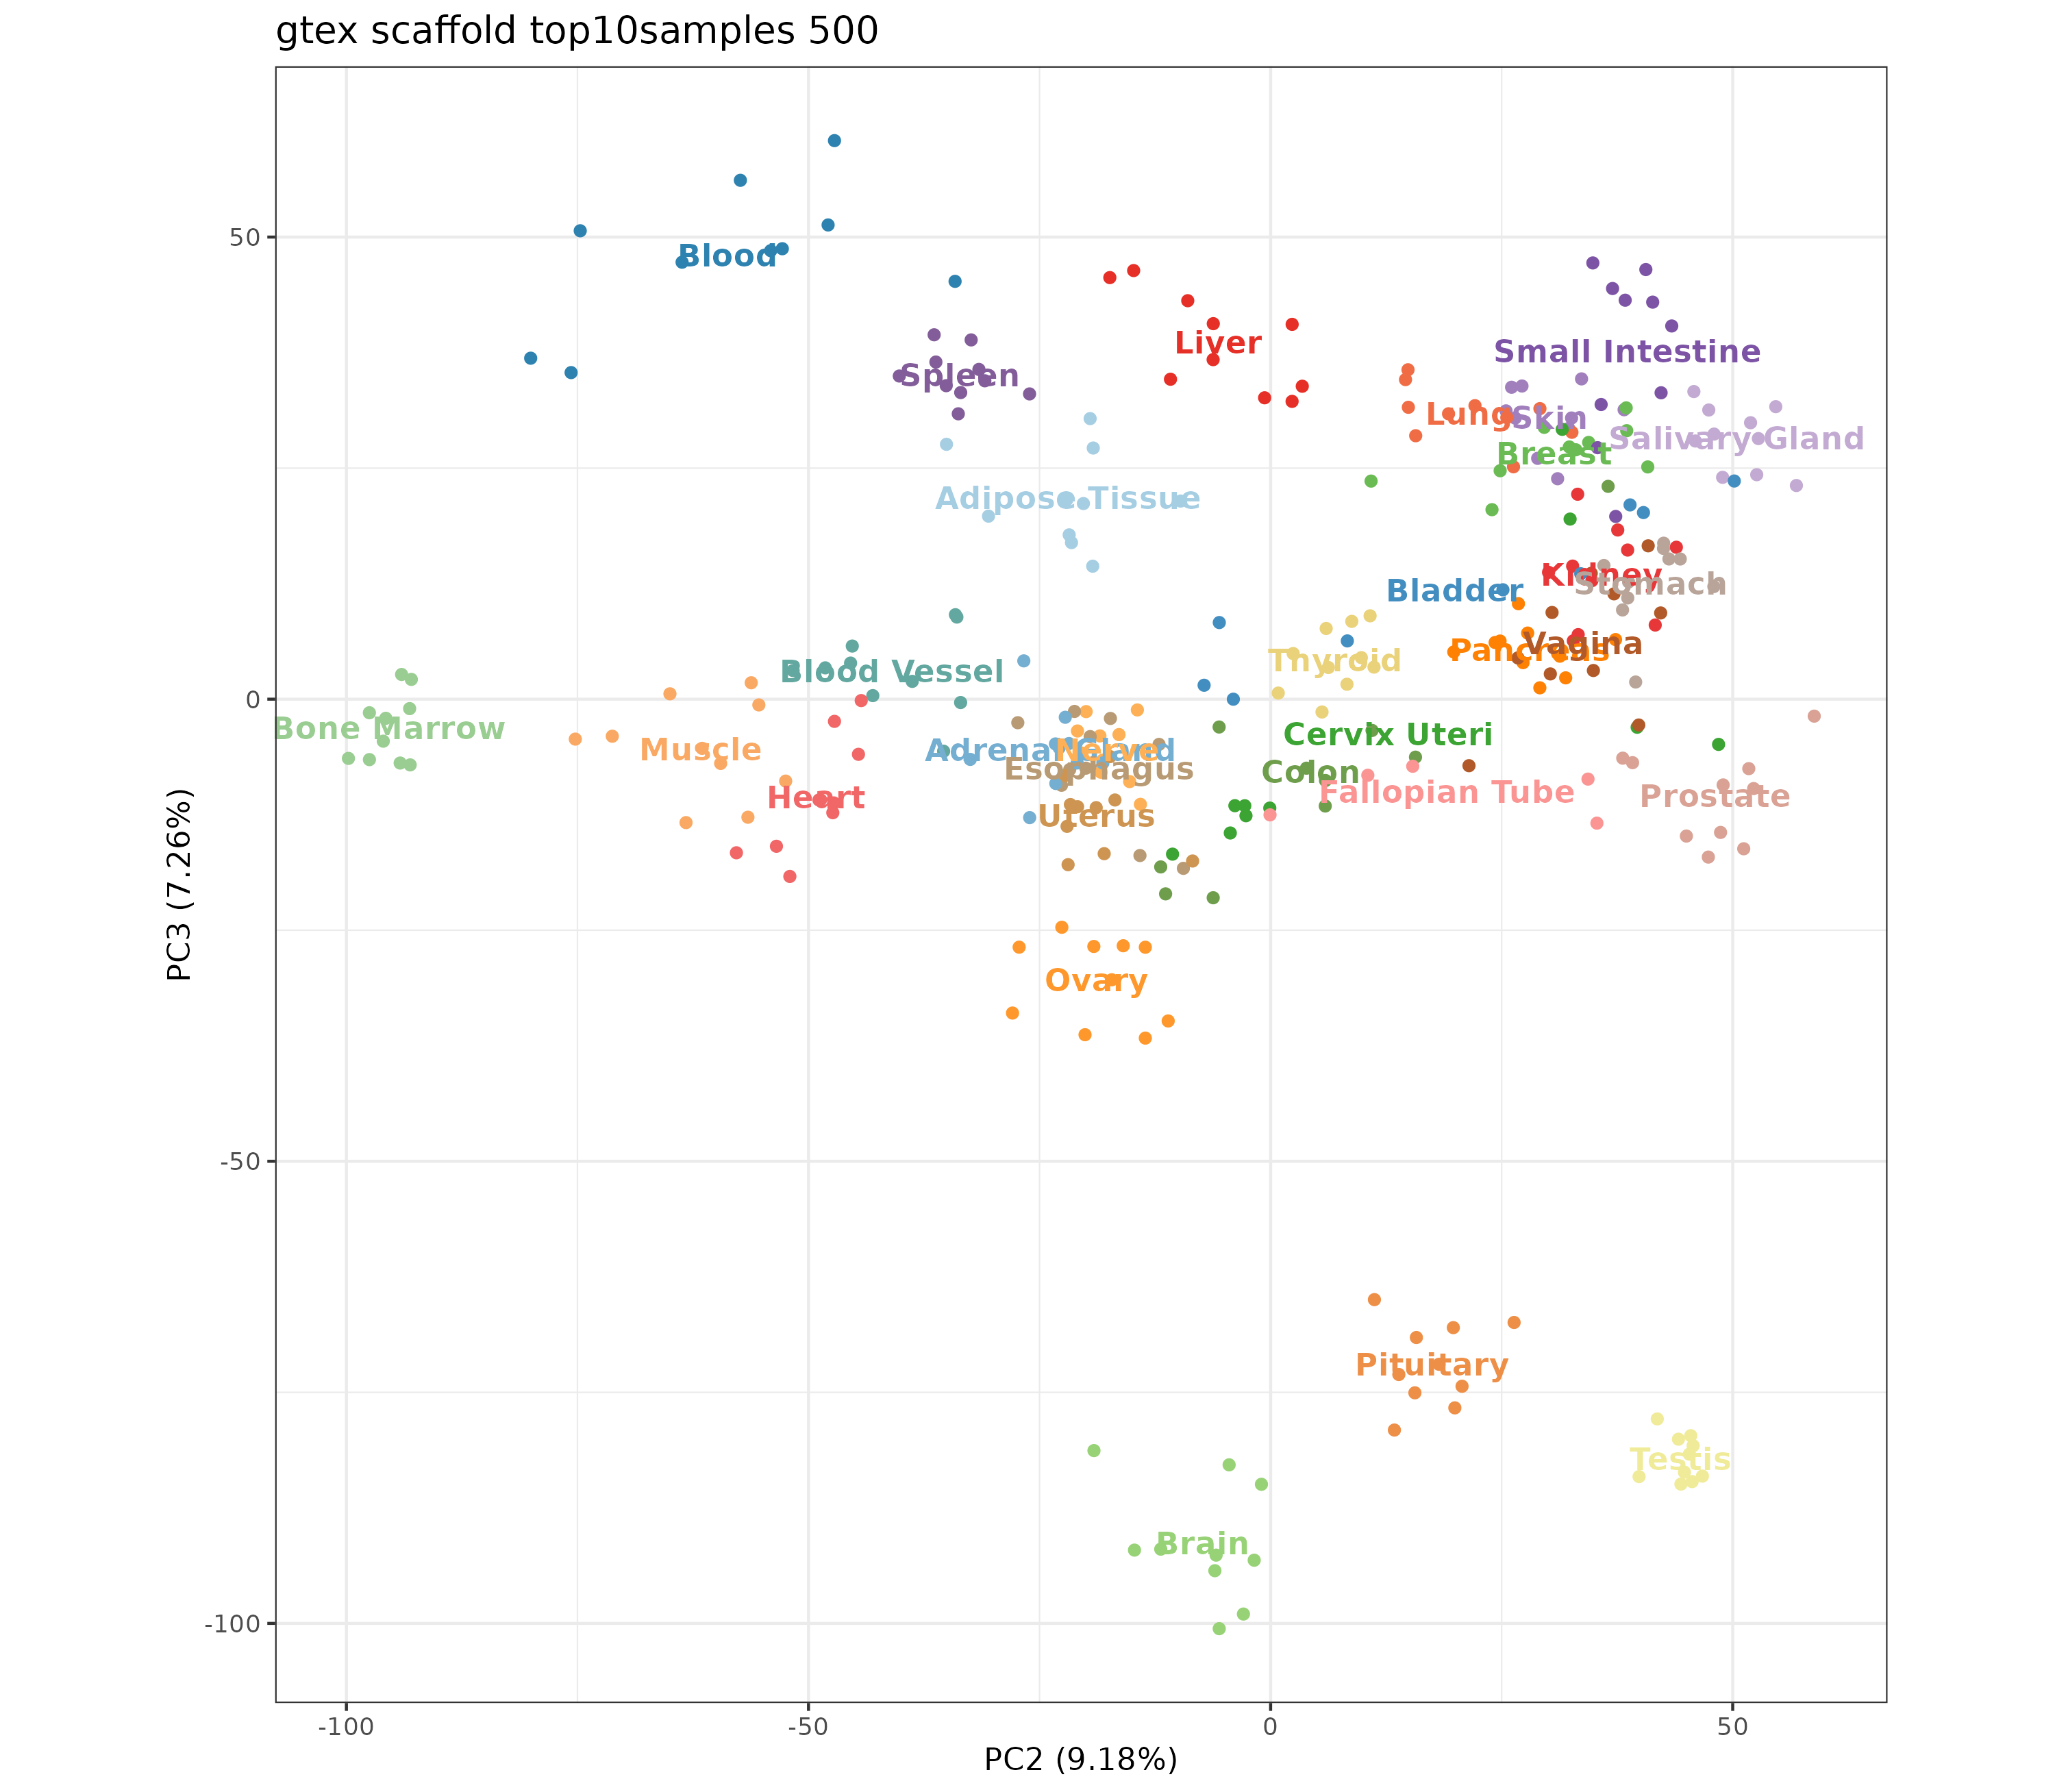 gtex scaffold top10samples 500
50
0
-50
-100
PC3 (7.26%)
Blood
Liver
Small Intestine
Spleen
Lung
Skin
Salivary Gland
Breast
Adipose Tissue
Kidney
Stomach
Bladder
Vagina
Pancreas
Thyroid
Blood Vessel
Bone Marrow
Cervix Uteri
Muscle
Adrenal Gland
Nerve
Esophagus
Colon
Fallopian Tube
Prostate
Heart
Uterus
Ovary
Pituitary
Testis
Brain
-100
-50
0
50
PC2 (9.18%)